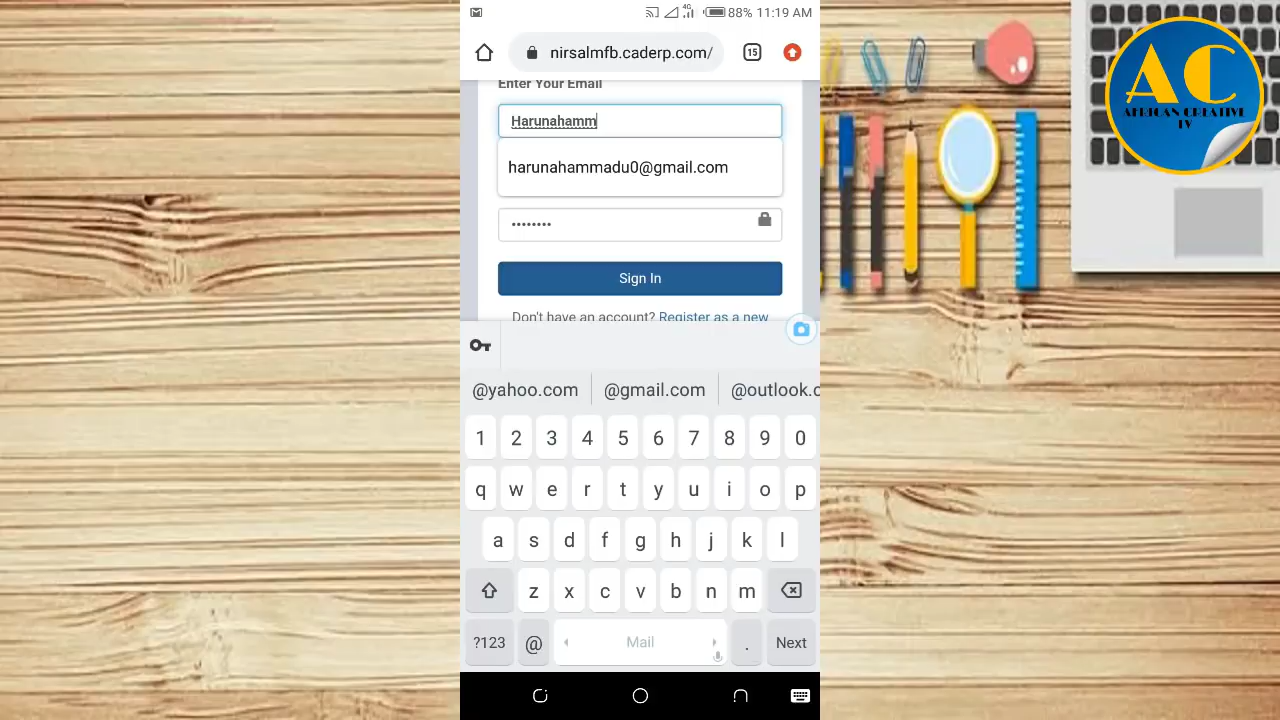 88% 11:19 AM
nirsalmfb.caderp.com/
15
Enter Your Email
Harunahamm
harunahammadu0@gmail.com
••••••••
Sign In
Don't have an account? Register as a new
@yahoo.com @gmail.com @outlook.c
1 2 3 4 5 6 7 8 9 0
q w e r t y u i o p
a s d f g h j k l
z x c v b n m
?123 @ Mail . Next
AC
AFRICAN CREATIVE
TV